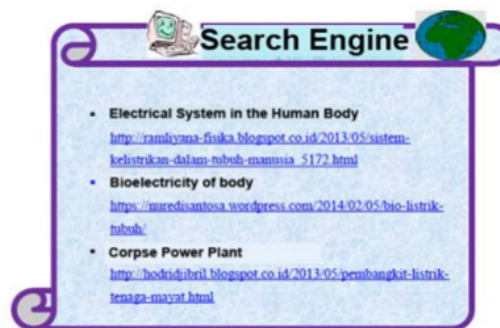 Search Engine
▪ Electrical System in the Human Body
http://ramliyana-fisika.blogspot.co.id/2013/05/sistem-
kelistrikan-dalam-tubuh-manusia_5172.html
▪ Bioelectricity of body
https://nuredisantosa.wordpress.com/2014/02/05/bio-listrik-
tubuh/
▪ Corpse Power Plant
http://hodridjibril.blogspot.co.id/2013/05/pembangkit-listrik-
tenaga-mayat.html